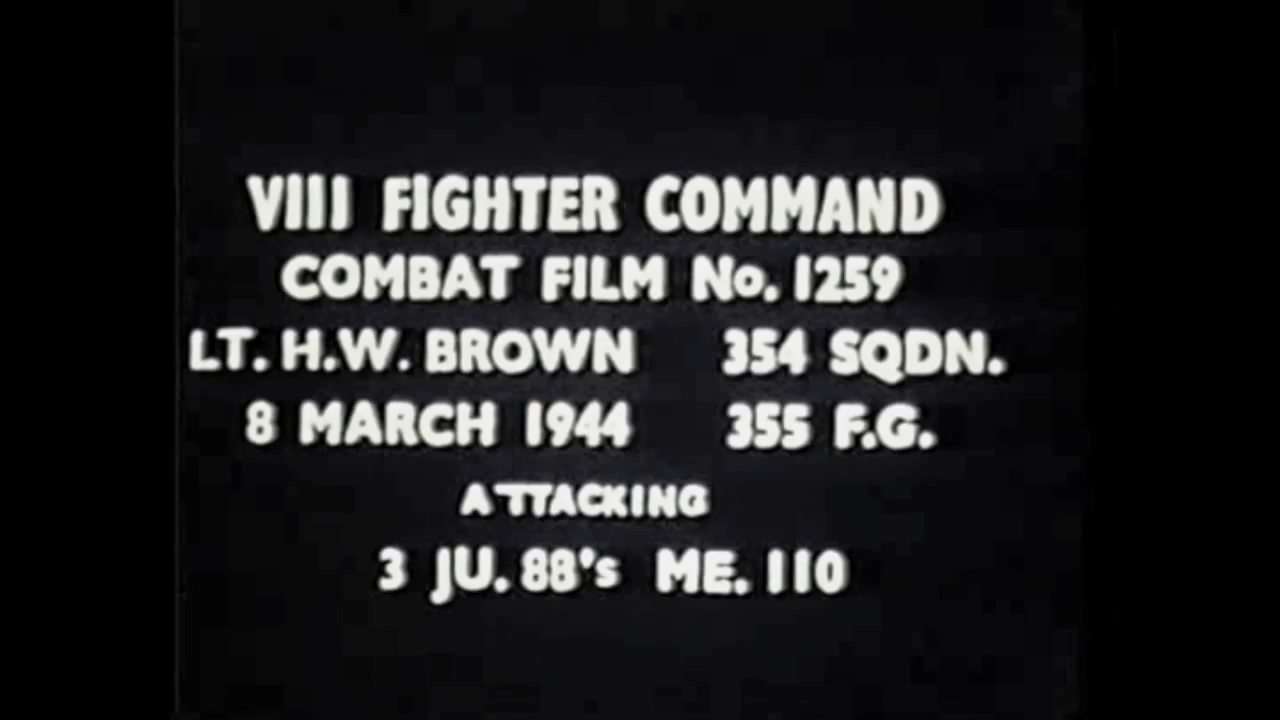 VIII FIGHTER COMMAND
COMBAT FILM No. 1259
LT. H.W. BROWN 354 SQDN.
8 MARCH 1944 355 F.G.
ATTACKING
3 JU. 88's ME. 110